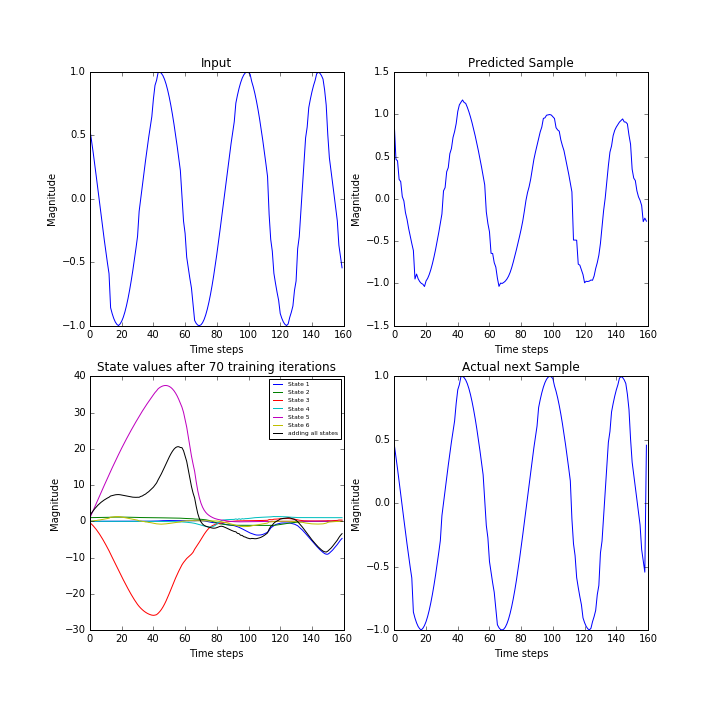 Input
1.0
0.5
0.0
−0.5
−1.0
Magnitude
0 20 40 60 80 100 120 140 160
Time steps
Predicted Sample
1.5
1.0
0.5
0.0
−0.5
−1.0
−1.5
Magnitude
0 20 40 60 80 100 120 140 160
Time steps
State values after 70 training iterations
40
30
20
10
0
−10
−20
−30
Magnitude
State 1
State 2
State 3
State 4
State 5
State 6
adding all states
0 20 40 60 80 100 120 140 160
Time steps
Actual next Sample
1.0
0.5
0.0
−0.5
−1.0
Magnitude
0 20 40 60 80 100 120 140 160
Time steps